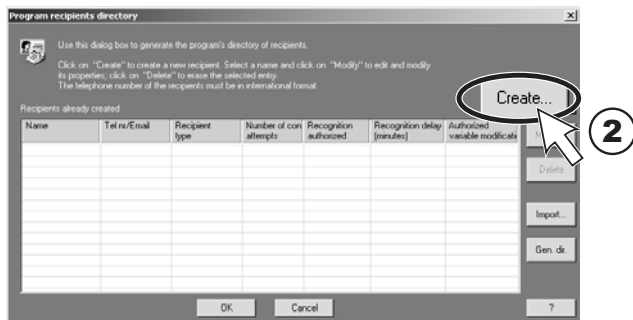 Program recipients directory
Use this dialog box to generate the program's directory of recipients.
Click on "Create" to create a new recipient. Select a name and click on "Modify" to edit and modify
its properties; click on "Delete" to erase the selected entry.
The telephone number of the recipients must be in international format.
Create...
2
Recipients already created
Name Tel nr/Email Recipient type Number of con attempts Recognition authorized Recognition delay (minutes) Authorized variable modificati
Delete
Import...
Gen. dir.
OK Cancel ?